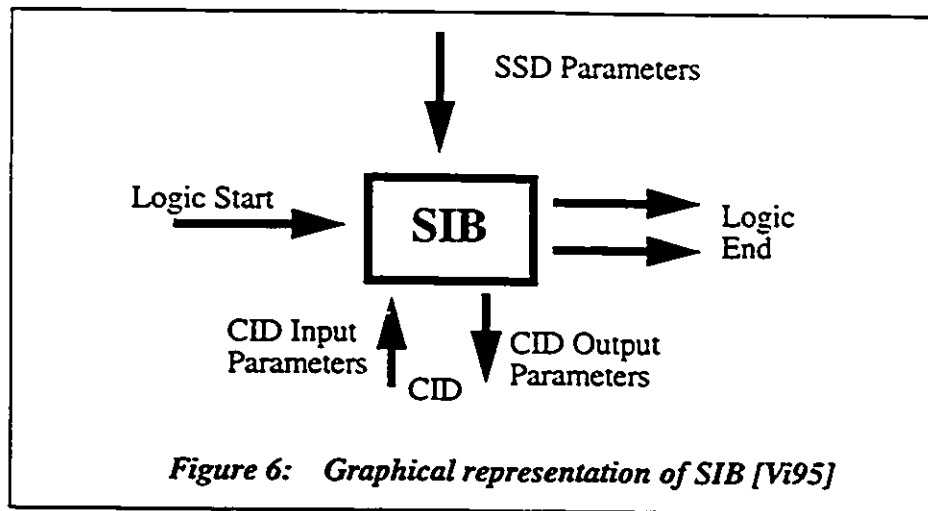 SSD Parameters
Logic Start
SIB
Logic
End
CID Input
Parameters
CID
CID Output
Parameters
Figure 6: Graphical representation of SIB [Vi95]